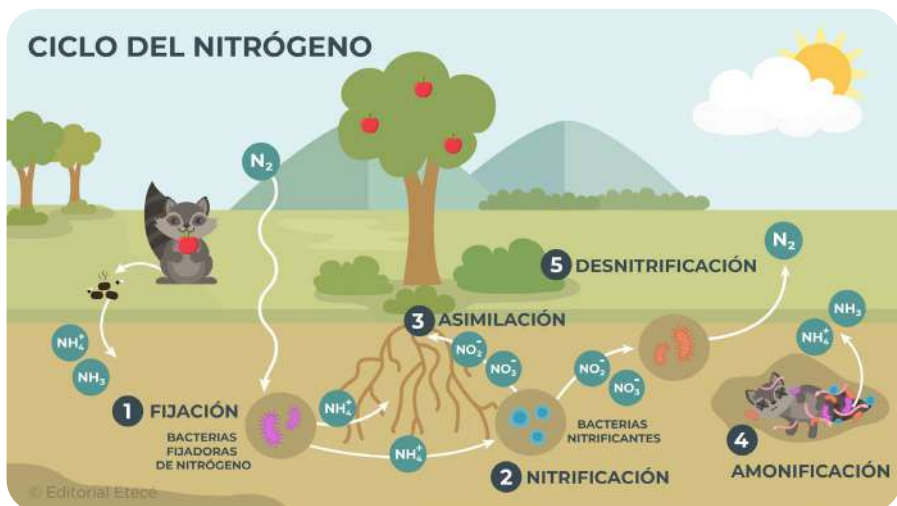 CICLO DEL NITRÓGENO
N₂
NH₄⁺
NH₃
1 FIJACIÓN
BACTERIAS
FIJADORAS
DE NITRÓGENO
NH₄⁺
NH₄⁺
3 ASIMILACIÓN
NO₂⁻
NO₃⁻
2 NITRIFICACIÓN
BACTERIAS
NITRIFICANTES
NO₂⁻
NO₃⁻
5 DESNITRIFICACIÓN
N₂
NH₃
NH₄⁺
4
AMONIFICACIÓN
© Editorial Etecé